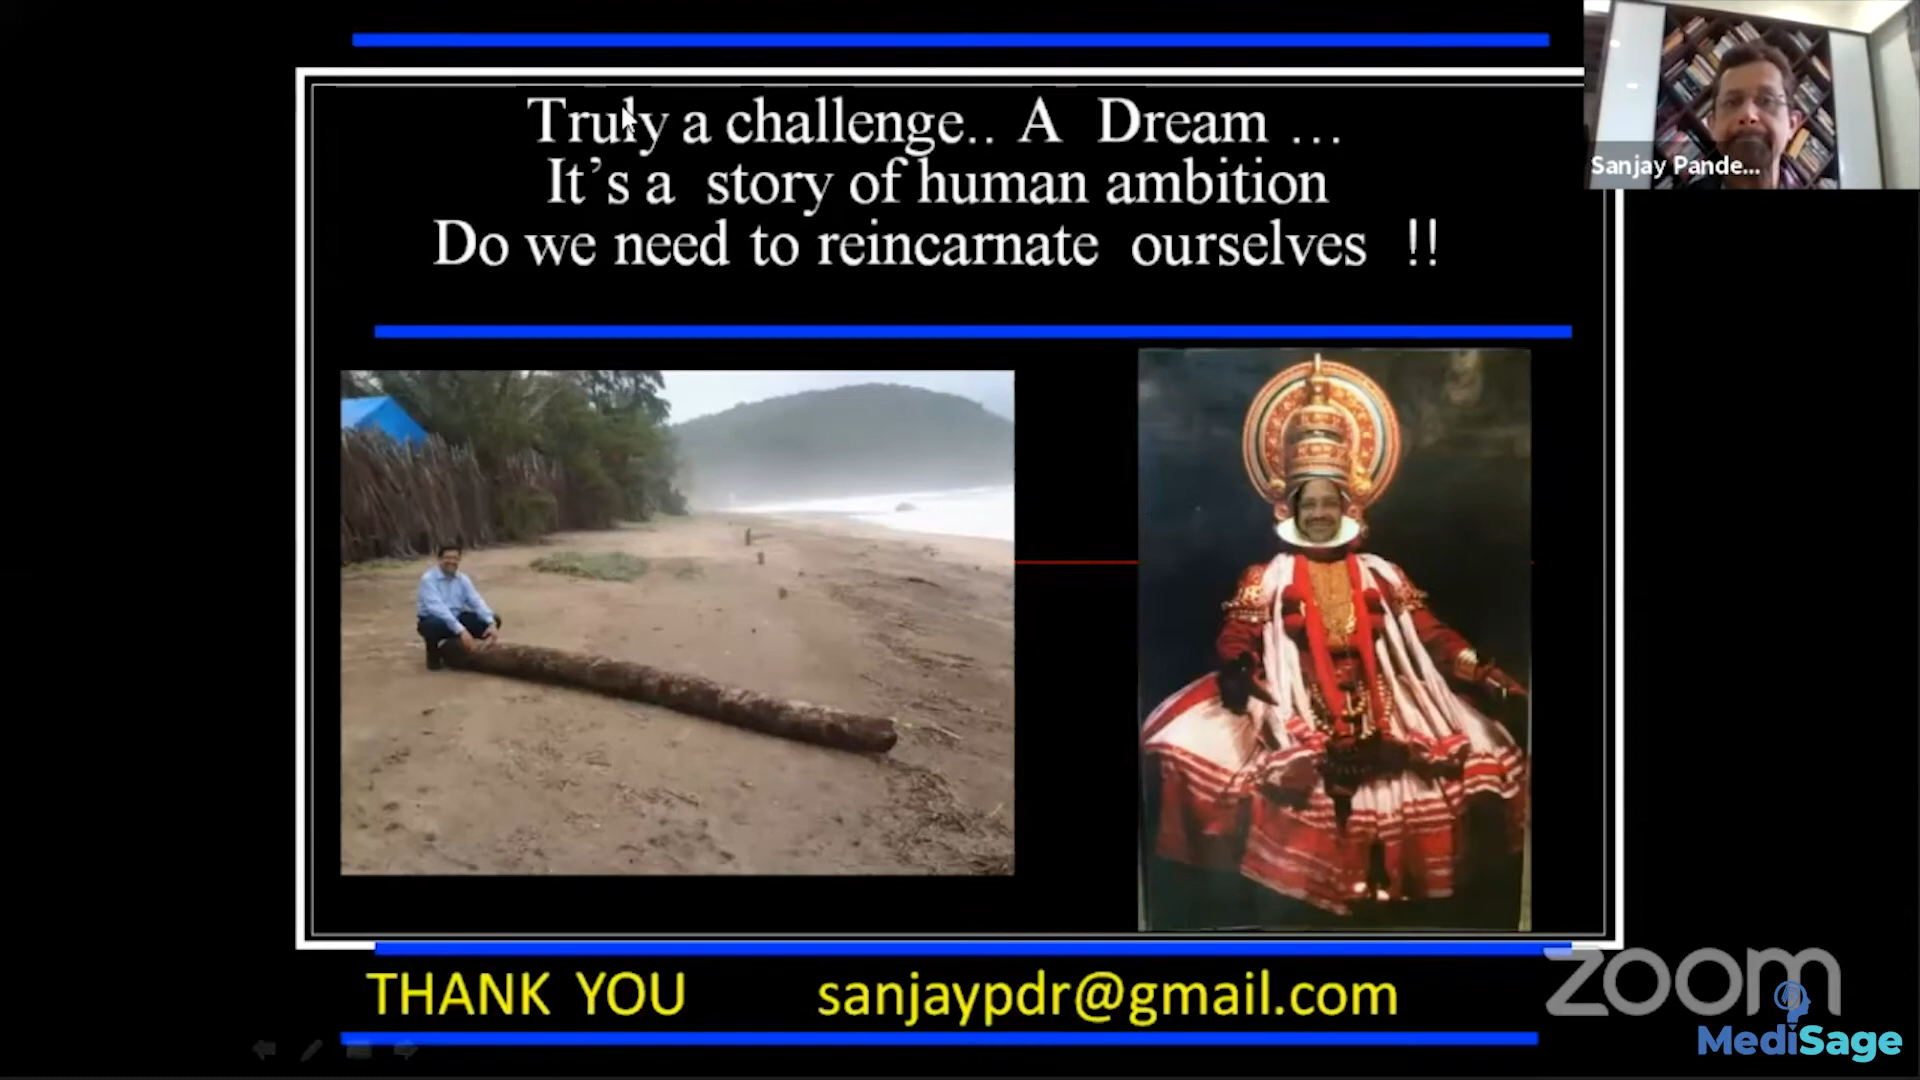 Truly a challenge.. A Dream ...
It's a story of human ambition
Do we need to reincarnate ourselves !!
Sanjay Pande...
THANK YOU sanjaypdr@gmail.com
zoom
MediSage